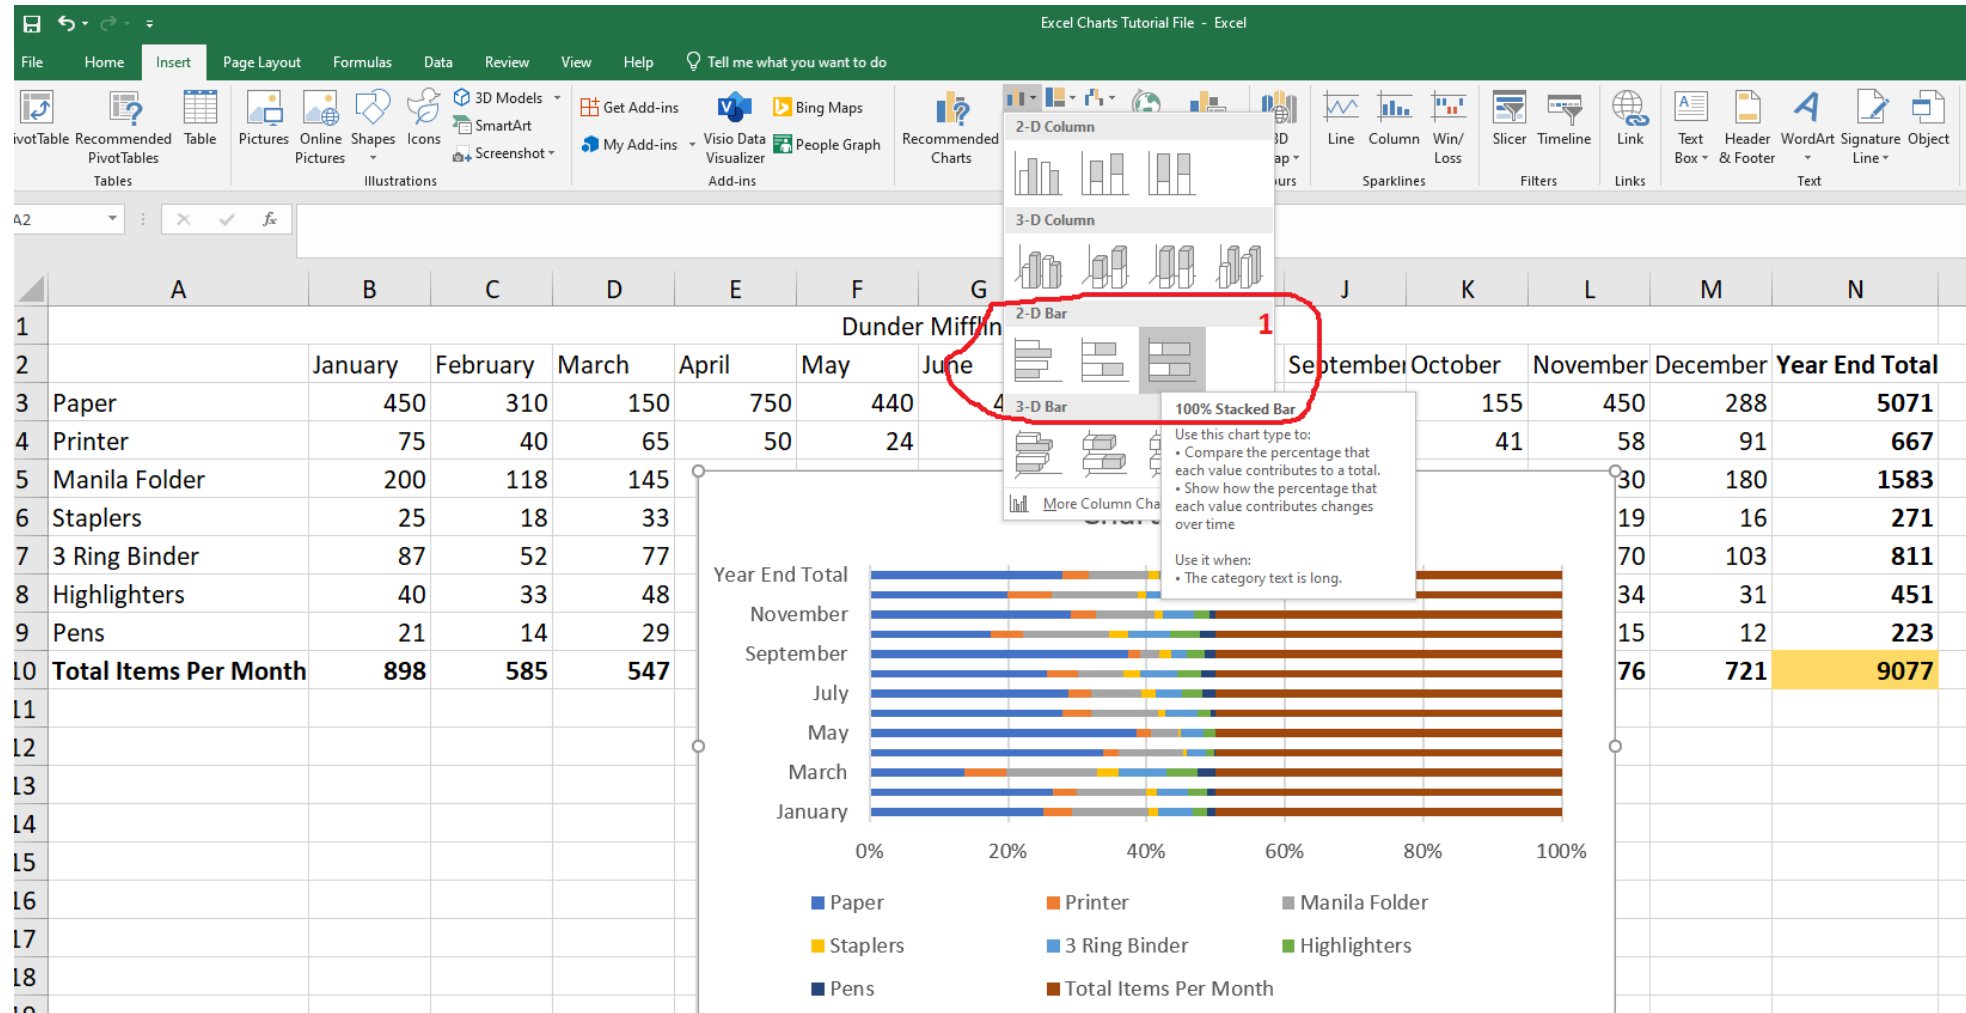 Excel Charts Tutorial File - Excel
File Home Insert Page Layout Formulas Data Review View Help Tell me what you want to do
ivotTable Recommended PivotTables Table
Tables
Pictures Online Pictures Shapes Icons 3D Models SmartArt Screenshot
Illustrations
Get Add-ins My Add-ins Visio Data Visualizer Bing Maps People Graph
Add-ins
Recommended Charts
3D ap
ours
Line Column Win/ Loss
Sparklines
Slicer Timeline
Filters
Link
Links
Text Box Header & Footer WordArt Signature Line Object
Text
A2 fx
2-D Column
3-D Column
2-D Bar
1
3-D Bar
More Column Cha
100% Stacked Bar
Use this chart type to:
• Compare the percentage that
each value contributes to a total.
• Show how the percentage that
each value contributes changes
over time
Use it when:
• The category text is long.
A B C D E F G J K L M N
1 Dunder Mifflin
2 January February March April May June September October November December Year End Total
3 Paper 450 310 150 750 440 4 155 450 288 5071
4 Printer 75 40 65 50 24 41 58 91 667
5 Manila Folder 200 118 145 30 180 1583
6 Staplers 25 18 33 19 16 271
7 3 Ring Binder 87 52 77 70 103 811
8 Highlighters 40 33 48 34 31 451
9 Pens 21 14 29 15 12 223
10 Total Items Per Month 898 585 547 76 721 9077
11
12
13
14
15
16
17
18
Year End Total
November
September
July
May
March
January
0% 20% 40% 60% 80% 100%
Paper Printer Manila Folder
Staplers 3 Ring Binder Highlighters
Pens Total Items Per Month